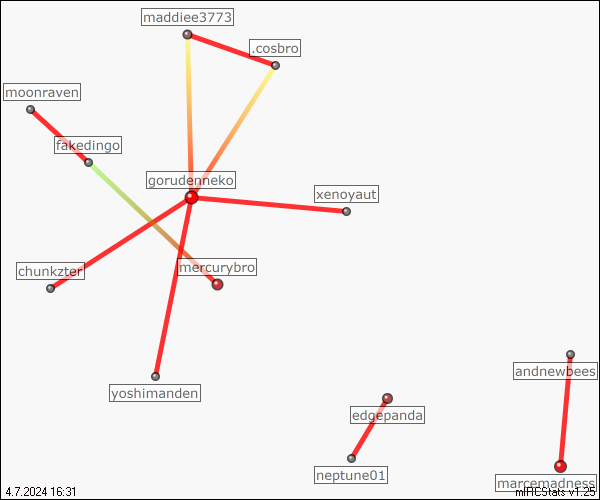 maddiee3773
.cosbro
moonraven
fakedingo
gorudenneko
xenoyaut
mercurybro
chunkzter
andnewbees
yoshimanden
edgepanda
neptune01
marcemadness
4.7.2024 16:31
mIRCStats v1.25